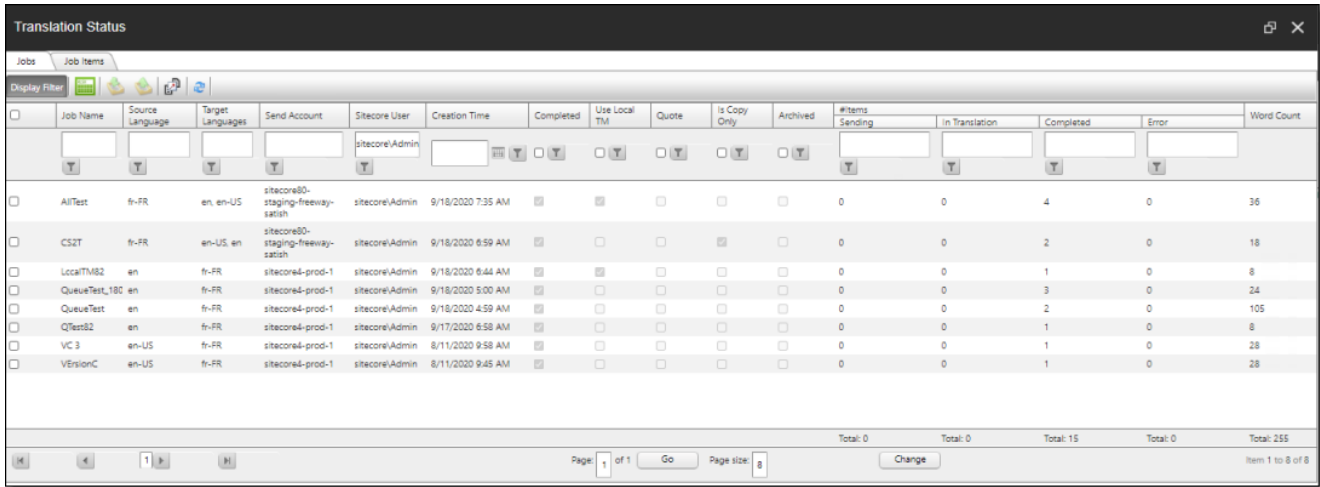 Translation Status
Jobs Job Items
Display Filter
Job Name Source Language Target Languages Send Account Sitecore User Creation Time Completed Use Local TM Quote Is Copy Only Archived #Items Sending In Translation Completed Error Word Count
sitecore\Admin
AllTest fr-FR en, en-US sitecore80-staging-freeway-satish sitecore\Admin 9/18/2020 7:35 AM 0 0 4 0 36
CS2T fr-FR en-US, en sitecore80-staging-freeway-satish sitecore\Admin 9/18/2020 6:59 AM 0 0 2 0 18
LocalTM82 en fr-FR sitecore4-prod-1 sitecore\Admin 9/18/2020 6:44 AM 0 0 1 0 8
QueueTest_180 en fr-FR sitecore4-prod-1 sitecore\Admin 9/18/2020 5:00 AM 0 0 3 0 24
QueueTest en fr-FR sitecore4-prod-1 sitecore\Admin 9/18/2020 4:59 AM 0 0 2 0 105
QTest82 en fr-FR sitecore4-prod-1 sitecore\Admin 9/17/2020 6:58 AM 0 0 1 0 8
VC 3 en-US fr-FR sitecore4-prod-1 sitecore\Admin 8/11/2020 9:58 AM 0 0 1 0 28
VErsionC en-US fr-FR sitecore4-prod-1 sitecore\Admin 8/11/2020 9:45 AM 0 0 1 0 28
Total: 0 Total: 0 Total: 15 Total: 0 Total: 255
1 Page: 1 of 1 Go Page size: 8 Change Item 1 to 8 of 8